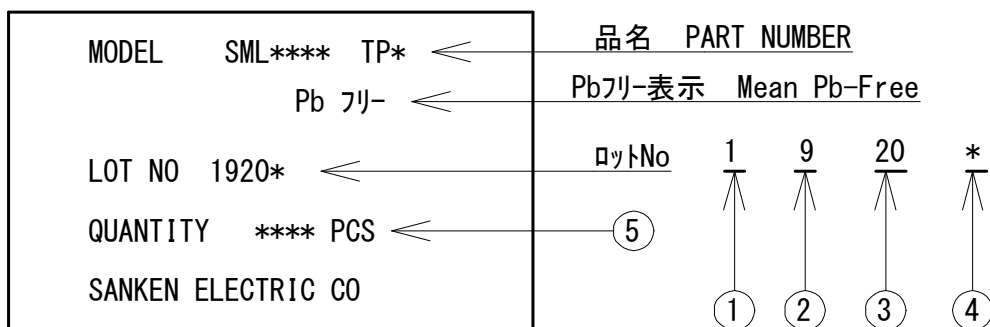 MODEL SML**** TP*
品名 PART NUMBER
Pb フリー
Pbフリー表示 Mean Pb-Free
LOT NO 1920*
ロットNo 1 9 20 *
QUANTITY **** PCS
⑤
SANKEN ELECTRIC CO
① ② ③ ④